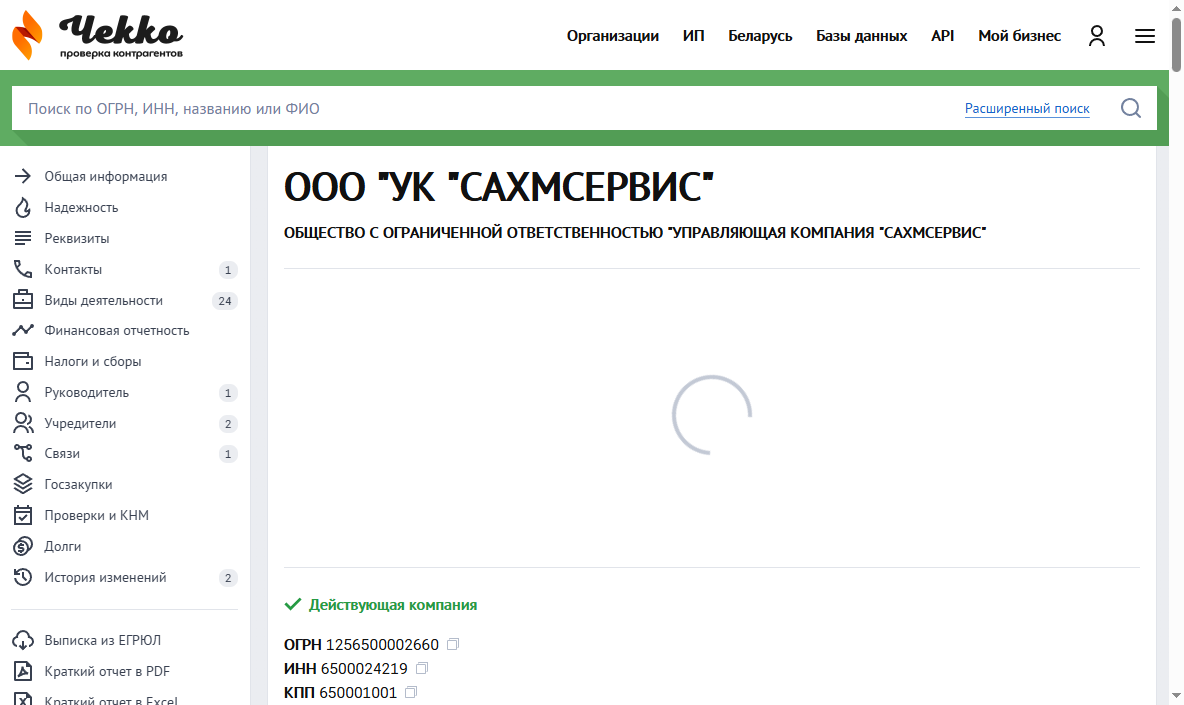 Чекко
проверка контрагентов
Организации ИП Беларусь Базы данных API Мой бизнес
Поиск по ОГРН, ИНН, названию или ФИО
Расширенный поиск
Общая информация
Надежность
Реквизиты
Контакты 1
Виды деятельности 24
Финансовая отчетность
Налоги и сборы
Руководитель 1
Учредители 2
Связи 1
Госзакупки
Проверки и КНМ
Долги
История изменений 2
Выписка из ЕГРЮЛ
Краткий отчет в PDF
Краткий отчет в Excel
ООО "УК "САХМСЕРВИС"
ОБЩЕСТВО С ОГРАНИЧЕННОЙ ОТВЕТСТВЕННОСТЬЮ "УПРАВЛЯЮЩАЯ КОМПАНИЯ "САХМСЕРВИС"
Действующая компания
ОГРН 1256500002660
ИНН 6500024219
КПП 650001001